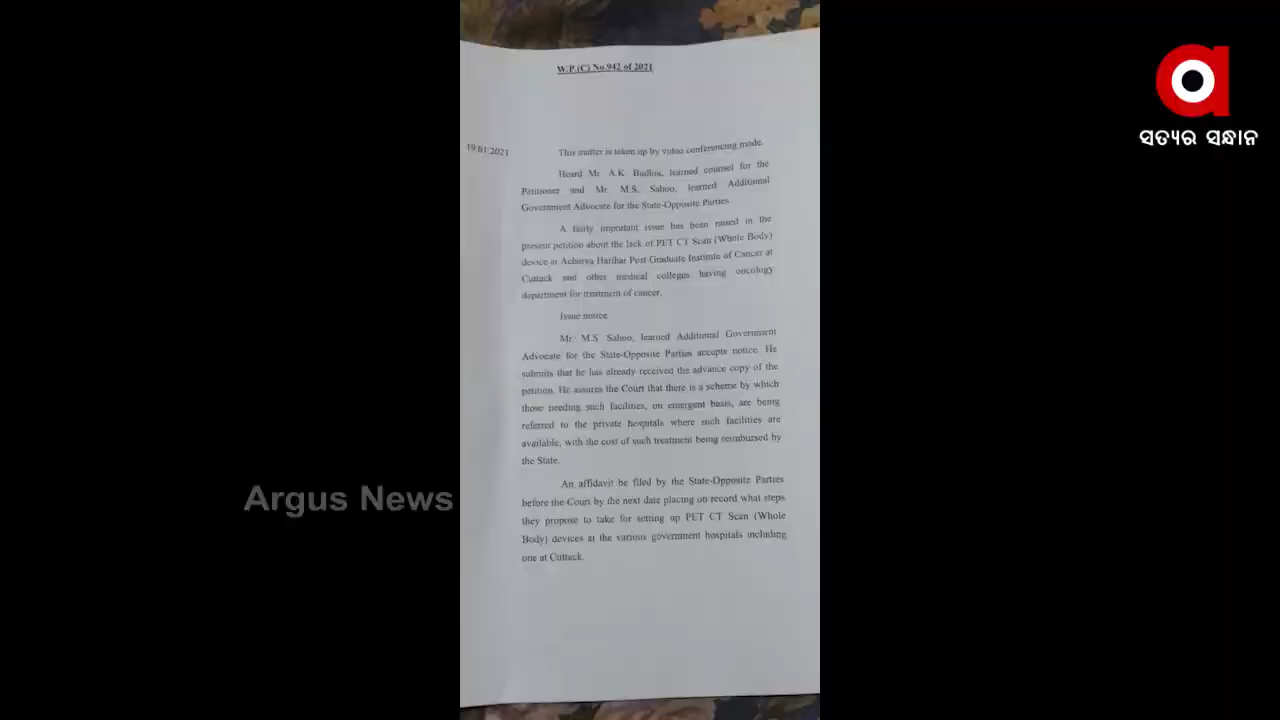 W.P.(C) No.942 of 2021
19.01.2021
This matter is taken up by video conferencing mode.
Heard Mr. A.K. Budhia, learned counsel for the
Petitioner and Mr. M.S. Sahoo, learned Additional
Government Advocate for the State-Opposite Parties.
A fairly important issue has been raised in the
present petition about the lack of PET CT Scan (Whole Body)
device at Acharya Harihar Post Graduate Institute of Cancer at
Cuttack and other medical colleges having oncology
department for treatment of cancer.
Issue notice.
Mr. M.S. Sahoo, learned Additional Government
Advocate for the State-Opposite Parties accepts notice. He
submits that he has already received the advance copy of the
petition. He assures the Court that there is a scheme by which
those needing such facilities, on emergent basis, are being
referred to the private hospitals where such facilities are
available, with the cost of such treatment being reimbursed by
the State.
An affidavit be filed by the State-Opposite Parties
before the Court by the next date placing on record what steps
they propose to take for setting up PET CT Scan (Whole
Body) devices at the various government hospitals including
one at Cuttack.
Argus News
a
ସତ୍ୟର ସନ୍ଧାନ